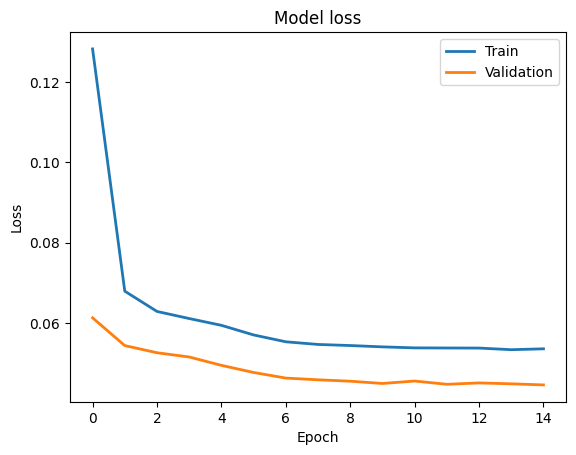 Model loss
Train
Validation
0.12
0.10
0.08
0.06
Loss
0 2 4 6 8 10 12 14
Epoch